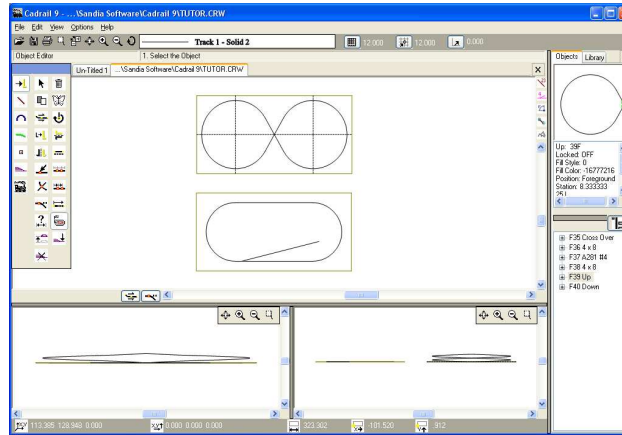 Cadrail 9 - ...\Sandia Software\Cadrail 9\TUTOR.CRW
File Edit View Options Help
Track 1 - Solid 2
12.000
12.000
0.000
Object Editor
1. Select the Object
Objects
Library
Un-Titled 1
...\Sandia Software\Cadrail 9\TUTOR.CRW
Up: 39F
Locked: OFF
Fill Style: 0
Fill Color: -16777216
Position: Foreground
Station: 8.333333
F35 Cross Over
F36 4 x 8
F37 A281 #4
F38 4 x 8
F39 Up
F40 Down
113.385 128.948 0.000
0.000 0.000 0.000
323.302
-101.520
.912